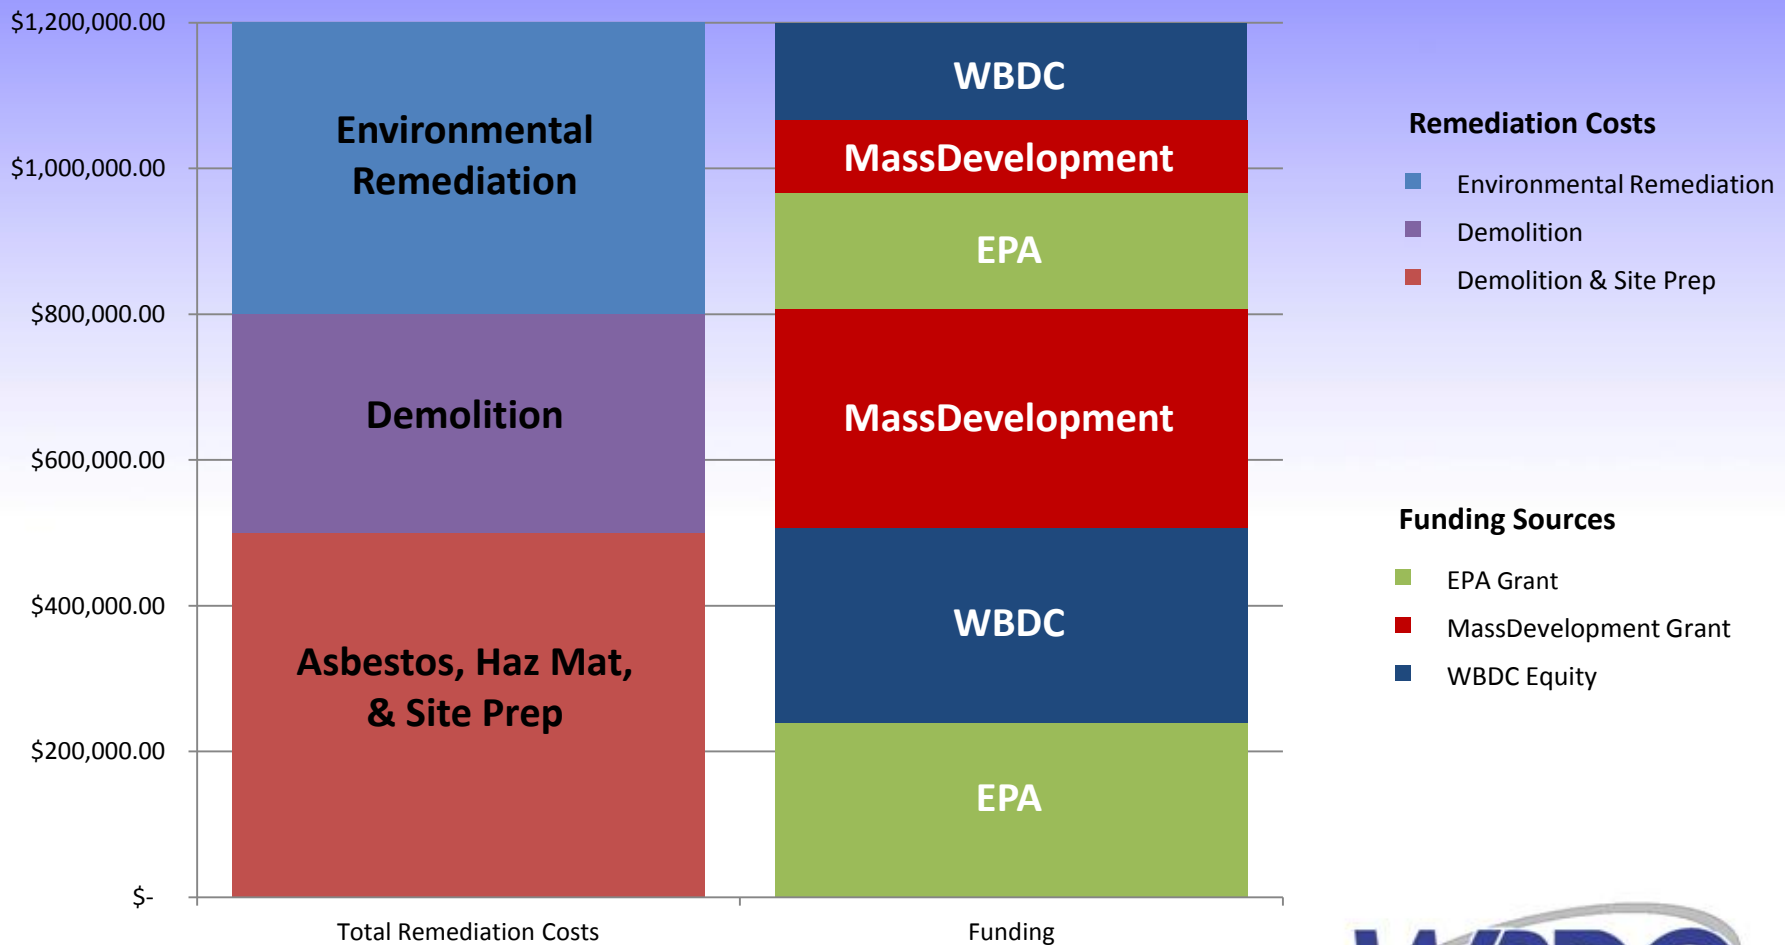 $1,200,000.00
$1,000,000.00
$800,000.00
$600,000.00
$400,000.00
$200,000.00
$-
Environmental
Remediation
Demolition
Asbestos, Haz Mat,
& Site Prep
Total Remediation Costs
WBDC
MassDevelopment
EPA
MassDevelopment
WBDC
EPA
Funding
Remediation Costs
Environmental Remediation
Demolition
Demolition & Site Prep
Funding Sources
EPA Grant
MassDevelopment Grant
WBDC Equity
WBDC